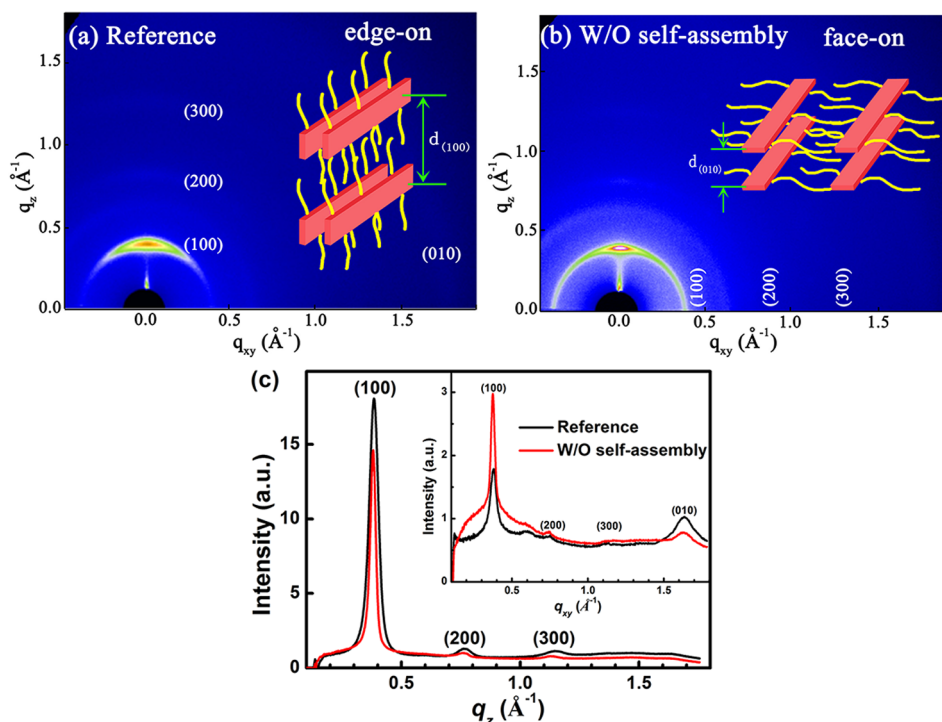 (a) Reference
edge-on
1.5
(300)
d(100)
1.0
qz (Å-1)
(200)
0.5
(100)
(010)
0.0
0.0
0.5
1.0
1.5
qxy (Å-1)
(b) W/O self-assembly
face-on
1.5
d(010)
1.0
qz (Å-1)
0.5
(100)
(200)
(300)
0.0
0.0
0.5
1.0
1.5
qxy (Å-1)
(c)
(100)
15
10
5
0
Intensity (a.u.)
(200)
(300)
0.5
1.0
1.5
qz (Å-1)
3
(100)
Reference
W/O self-assembly
2
Intensity (a.u.)
1
(200)
(300)
(010)
0
0.5
1.0
1.5
qxy (Å-1)